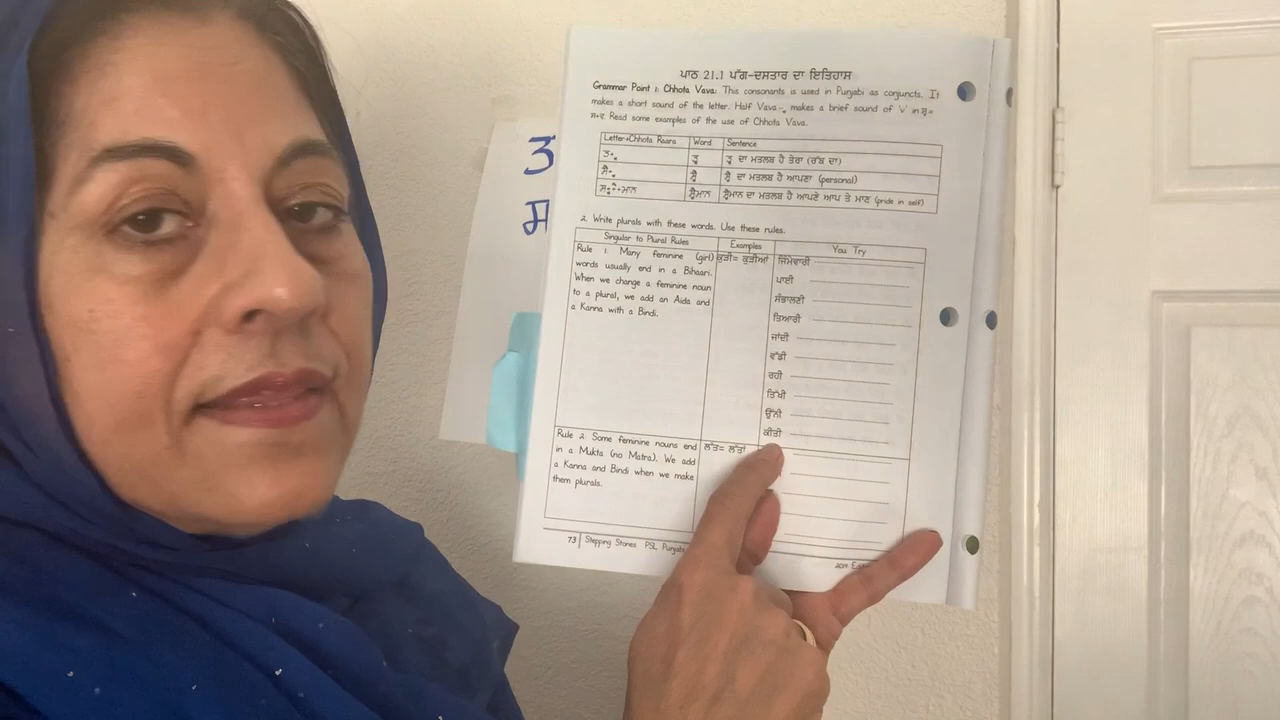 ਪਾਠ 21.1 ਪੱਗ-ਦਸਤਾਰ ਦਾ ਇਤਿਹਾਸ
Grammar Point 1: Chhota Vava: This consonants is used in Punjabi as conjucts. It
makes a short sound of the letter. Half Vava- makes a brief sound of 'v' in ਸ੍ਵ=
ਸ+ਵ. Read some examples of the use of Chhota Vava.
Letter+Chhota Raara Word Sentence
ਤ+ ਤ੍ਵ ਤ੍ਵ ਦਾ ਮਤਲਬ ਹੈ ਤੇਰਾ (ਰੱਬ ਦਾ)
ਸੈ+ ਸ੍ਵੈ ਸ੍ਵੈ ਦਾ ਮਤਲਬ ਹੈ ਆਪਣਾ (personal)
ਸ+ +ਮਾਨ ਸ੍ਵੈਮਾਨ ਸ੍ਵੈਮਾਨ ਦਾ ਮਤਲਬ ਹੈ ਆਪਣੇ ਆਪ ਤੇ ਮਾਣ (pride in self)
2. Write plurals with these words. Use these rules.
Singular to Plural Rules Examples You Try
Rule 1. Many feminine (girl)
words usually end in a Bihaari.
When we change a feminine noun
to a plural, we add an Aida and
a Kanna with a Bindi.
ਕੁੜੀ= ਕੁੜੀਆਂ
ਜਿੰਮੇਵਾਰੀ
ਪਾਈ
ਸੰਭਾਲਣੀ
ਤਿਆਰੀ
ਜਾਂਦੀ
ਵੱਡੀ
ਰਹੀ
ਤਿੱਖੀ
ਉੱਨੀ
ਕੀਤੀ
Rule 2. Some feminine nouns end
in a Mukta (no Matra). We add
a Kanna and Bindi when we make
them plurals.
ਲੱਤ= ਲੱਤਾਂ
73 Stepping Stones PSL Punjabi
2019
ਤ
ਸ